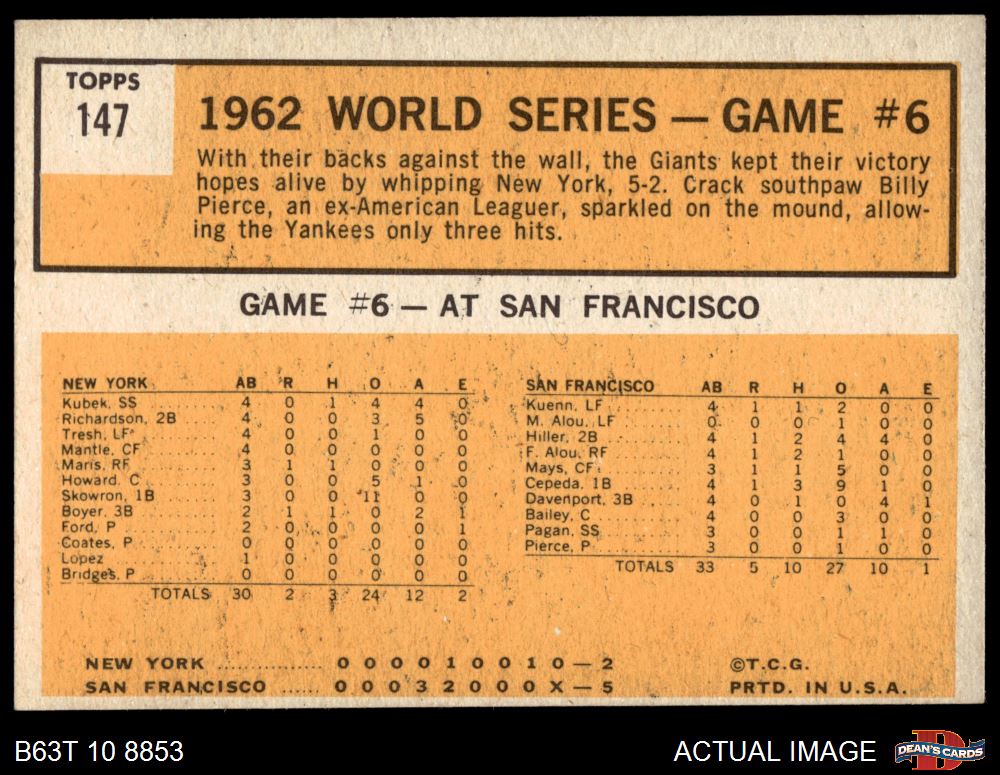 TOPPS
147
1962 WORLD SERIES — GAME #6
With their backs against the wall, the Giants kept their victory
hopes alive by whipping New York, 5-2. Crack southpaw Billy
Pierce, an ex-American Leaguer, sparkled on the mound, allow-
ing the Yankees only three hits.
GAME #6 — AT SAN FRANCISCO
NEW YORK AB R H O A E
Kubek, SS ........ 4 0 1 4 4 0
Richardson, 2B ..... 4 0 0 3 5 0
Tresh, LF ......... 4 0 0 1 0 0
Mantle, CF ........ 4 0 0 0 0 0
Maris, RF ......... 3 1 1 0 0 0
Howard, C ........ 3 0 0 5 1 0
Skowron, 1B ....... 3 0 0 11 0 0
Boyer, 3B ......... 2 1 1 0 2 1
Ford, P ........... 2 0 0 0 0 1
Coates, P ......... 0 0 0 0 0 0
Lopez ............ 1 0 0 0 0 0
Bridges, P ......... 0 0 0 0 0 0
TOTALS 30 2 3 24 12 2
SAN FRANCISCO AB R H O A E
Kuenn, LF ......... 4 1 1 2 0 0
M. Alou, LF ........ 0 0 0 1 0 0
Hiller, 2B ......... 4 1 2 4 4 0
F. Alou, RF ........ 4 1 2 1 0 0
Mays, CF .......... 3 1 1 5 0 0
Cepeda, 1B ........ 4 1 3 9 1 0
Davenport, 3B ...... 4 0 1 0 4 1
Bailey, C .......... 4 0 0 3 0 0
Pagan, SS ......... 3 0 0 1 1 0
Pierce, P .......... 3 0 0 1 0 0
TOTALS 33 5 10 27 10 1
NEW YORK ............. 0 0 0 0 1 0 0 1 0 — 2
SAN FRANCISCO ...... 0 0 0 3 2 0 0 0 X — 5
©T.C.G.
PRTD. IN U.S.A.
B63T 10 8853
ACTUAL IMAGE
DEAN'S CARDS